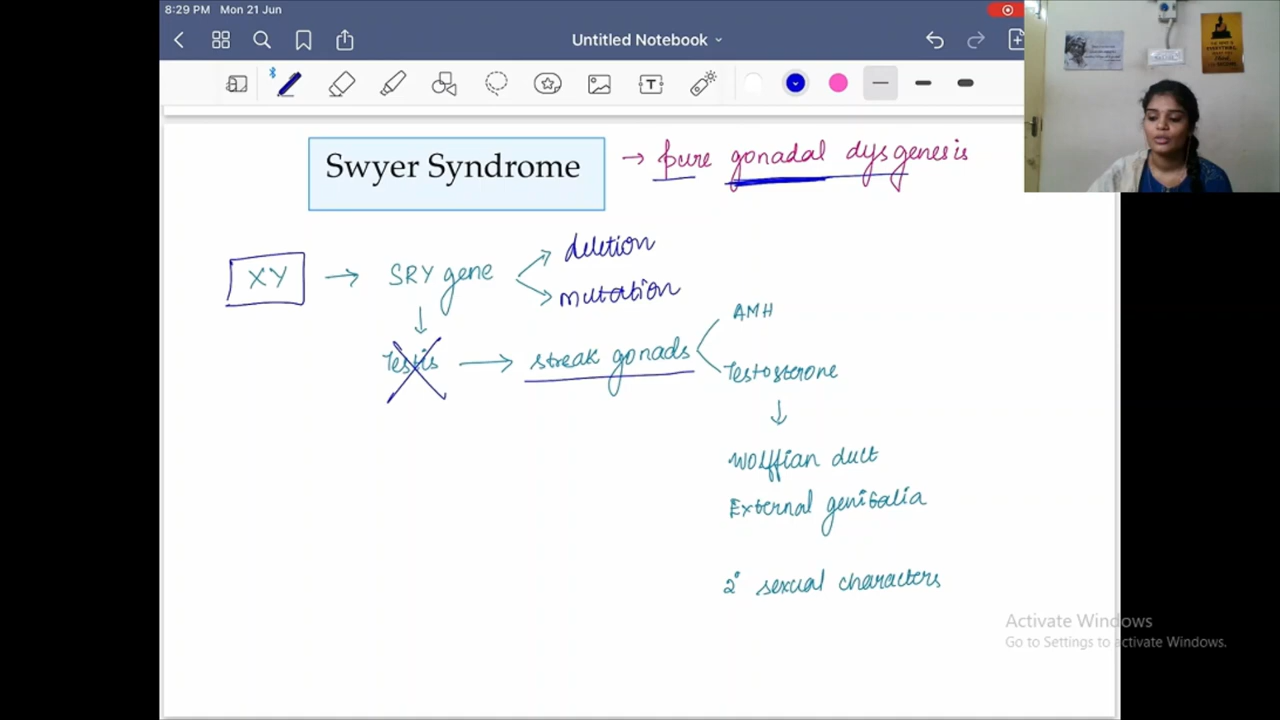 8:29 PM Mon 21 Jun
Untitled Notebook
T
Swyer Syndrome → pure gonadal dysgenesis
XY → SRY gene
deletion
mutation
Testis → streak gonads
AMH
Testosterone
Wolffian duct
External genitalia
2° sexual characters
Activate Windows
Go to Settings to activate Windows.